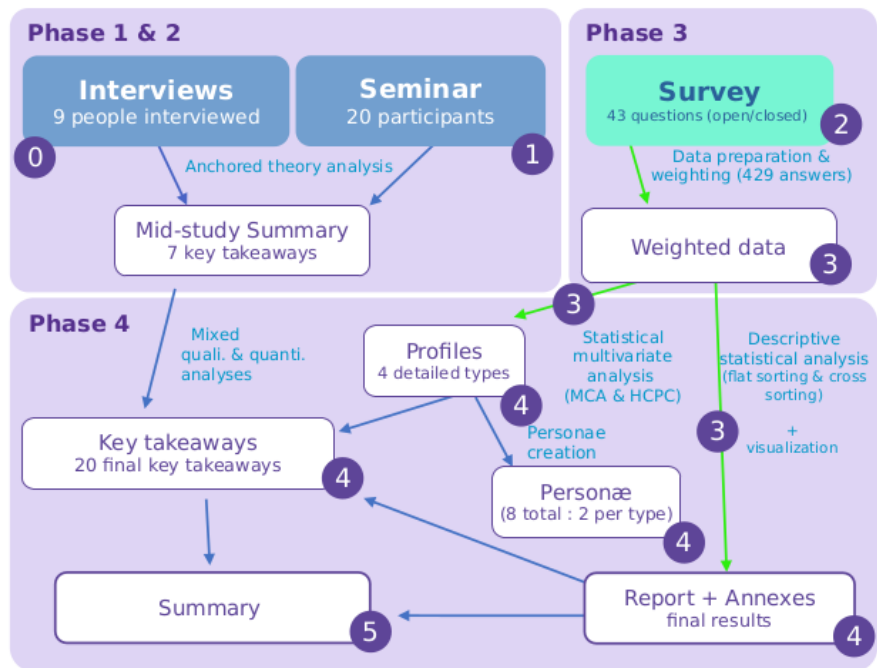 Phase 1 & 2
Interviews
9 people interviewed
0
Seminar
20 participants
1
Anchored theory analysis
Mid-study Summary
7 key takeaways
Phase 3
Survey
43 questions (open/closed)
2
Data preparation &
weighting (429 answers)
Weighted data
3
Phase 4
Mixed
quali. & quanti.
analyses
3
Profiles
4 detailed types
4
Statistical
multivariate
analysis
(MCA & HCPC)
Descriptive
statistical analysis
(flat sorting & cross
sorting)
+
visualization
3
Key takeaways
20 final key takeaways
4
Personae
creation
Personæ
(8 total : 2 per type)
4
Summary
5
Report + Annexes
final results
4